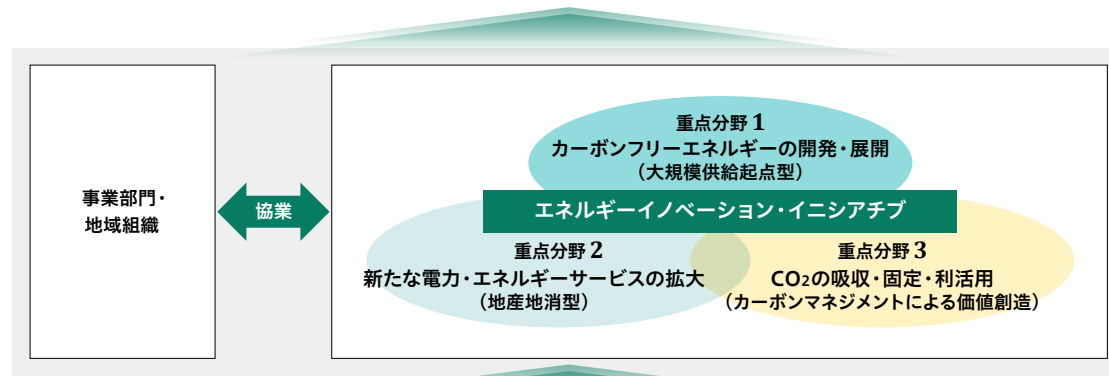 事業部門・
地域組織
協業
重点分野 1
カーボンフリーエネルギーの開発・展開
（大規模供給起点型）
エネルギーイノベーション・イニシアチブ
重点分野 2
新たな電力・エネルギーサービスの拡大
（地産地消型）
重点分野 3
CO2の吸収・固定・利活用
（カーボンマネジメントによる価値創造）